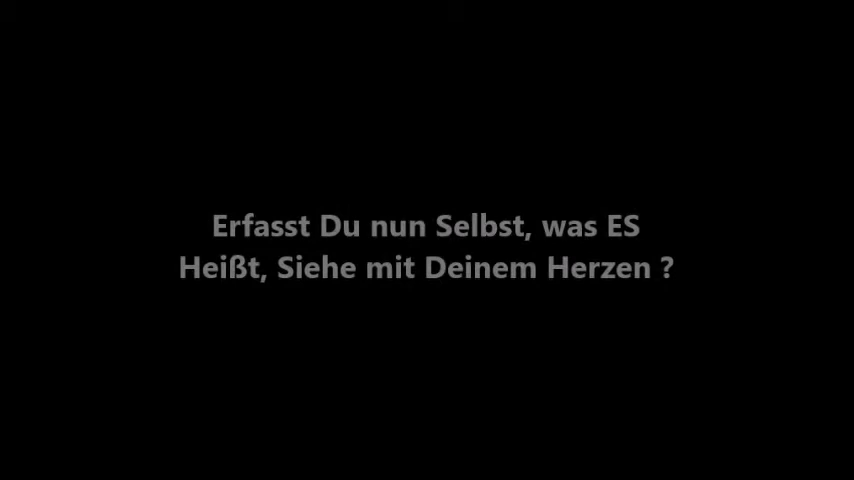 Erfasst Du nun Selbst, was ES
Heißt, Siehe mit Deinem Herzen ?